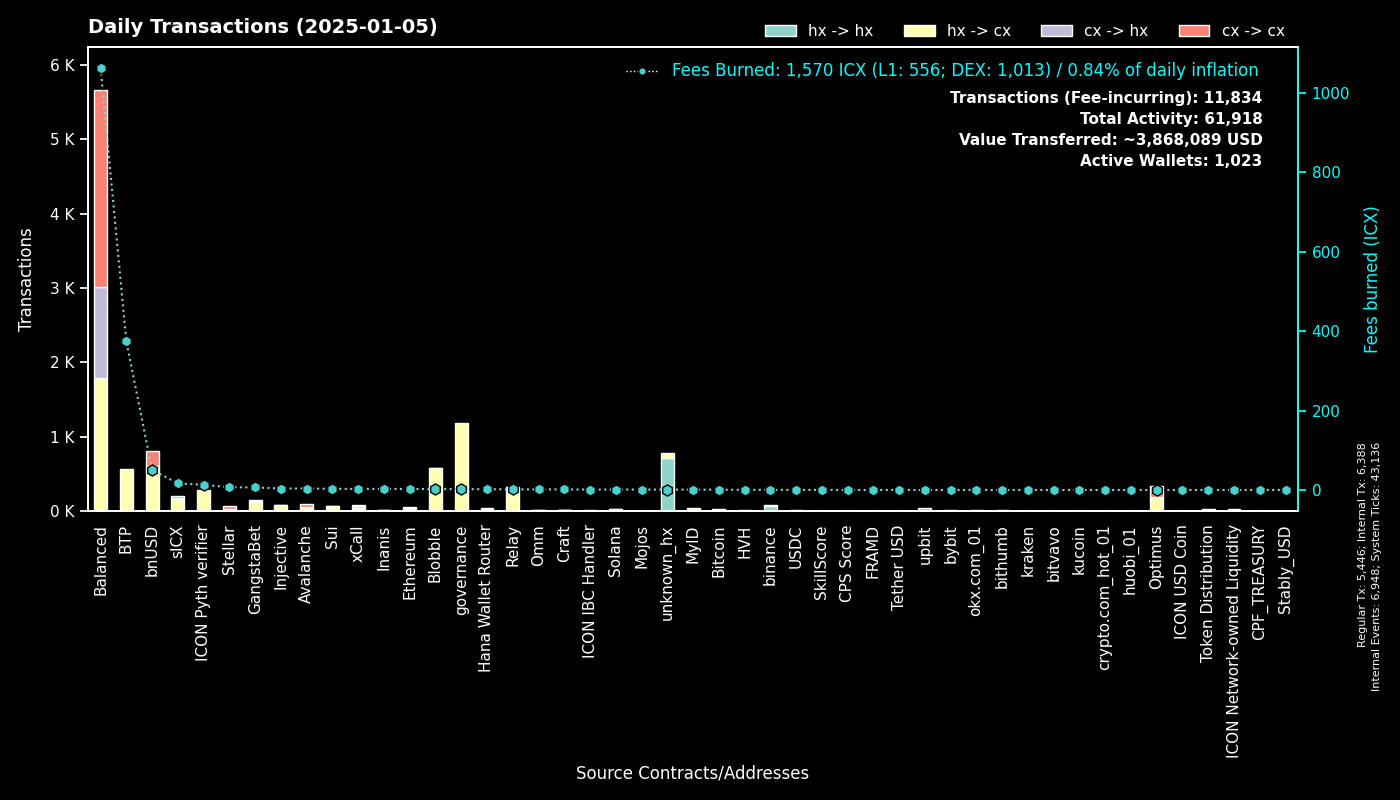 Daily Transactions (2025-01-05)
hx -> hx
hx -> cx
cx -> hx
cx -> cx
Fees Burned: 1,570 ICX (L1: 556; DEX: 1,013) / 0.84% of daily inflation
Transactions (Fee-incurring): 11,834
Total Activity: 61,918
Value Transferred: ~3,868,089 USD
Active Wallets: 1,023
Transactions
6 K
5 K
4 K
3 K
2 K
1 K
0 K
1000
800
600
400
200
0
Fees burned (ICX)
Regular Tx: 5,446; Internal Tx: 6,388
Internal Events: 6,948; System Ticks: 43,136
Balanced
BTP
bnUSD
sICX
ICON Pyth verifier
Stellar
GangstaBet
Injective
Avalanche
Sui
xCall
Inanis
Ethereum
Blobble
governance
Hana Wallet Router
Relay
Omm
Craft
ICON IBC Handler
Solana
Mojos
unknown_hx
MyID
Bitcoin
HVH
binance
USDC
SkillScore
CPS Score
FRAMD
Tether USD
upbit
bybit
okx.com_01
bithumb
kraken
bitvavo
kucoin
crypto.com_hot_01
huobi_01
Optimus
ICON USD Coin
Token Distribution
ICON Network-owned Liquidity
CPF_TREASURY
Stably_USD
Source Contracts/Addresses